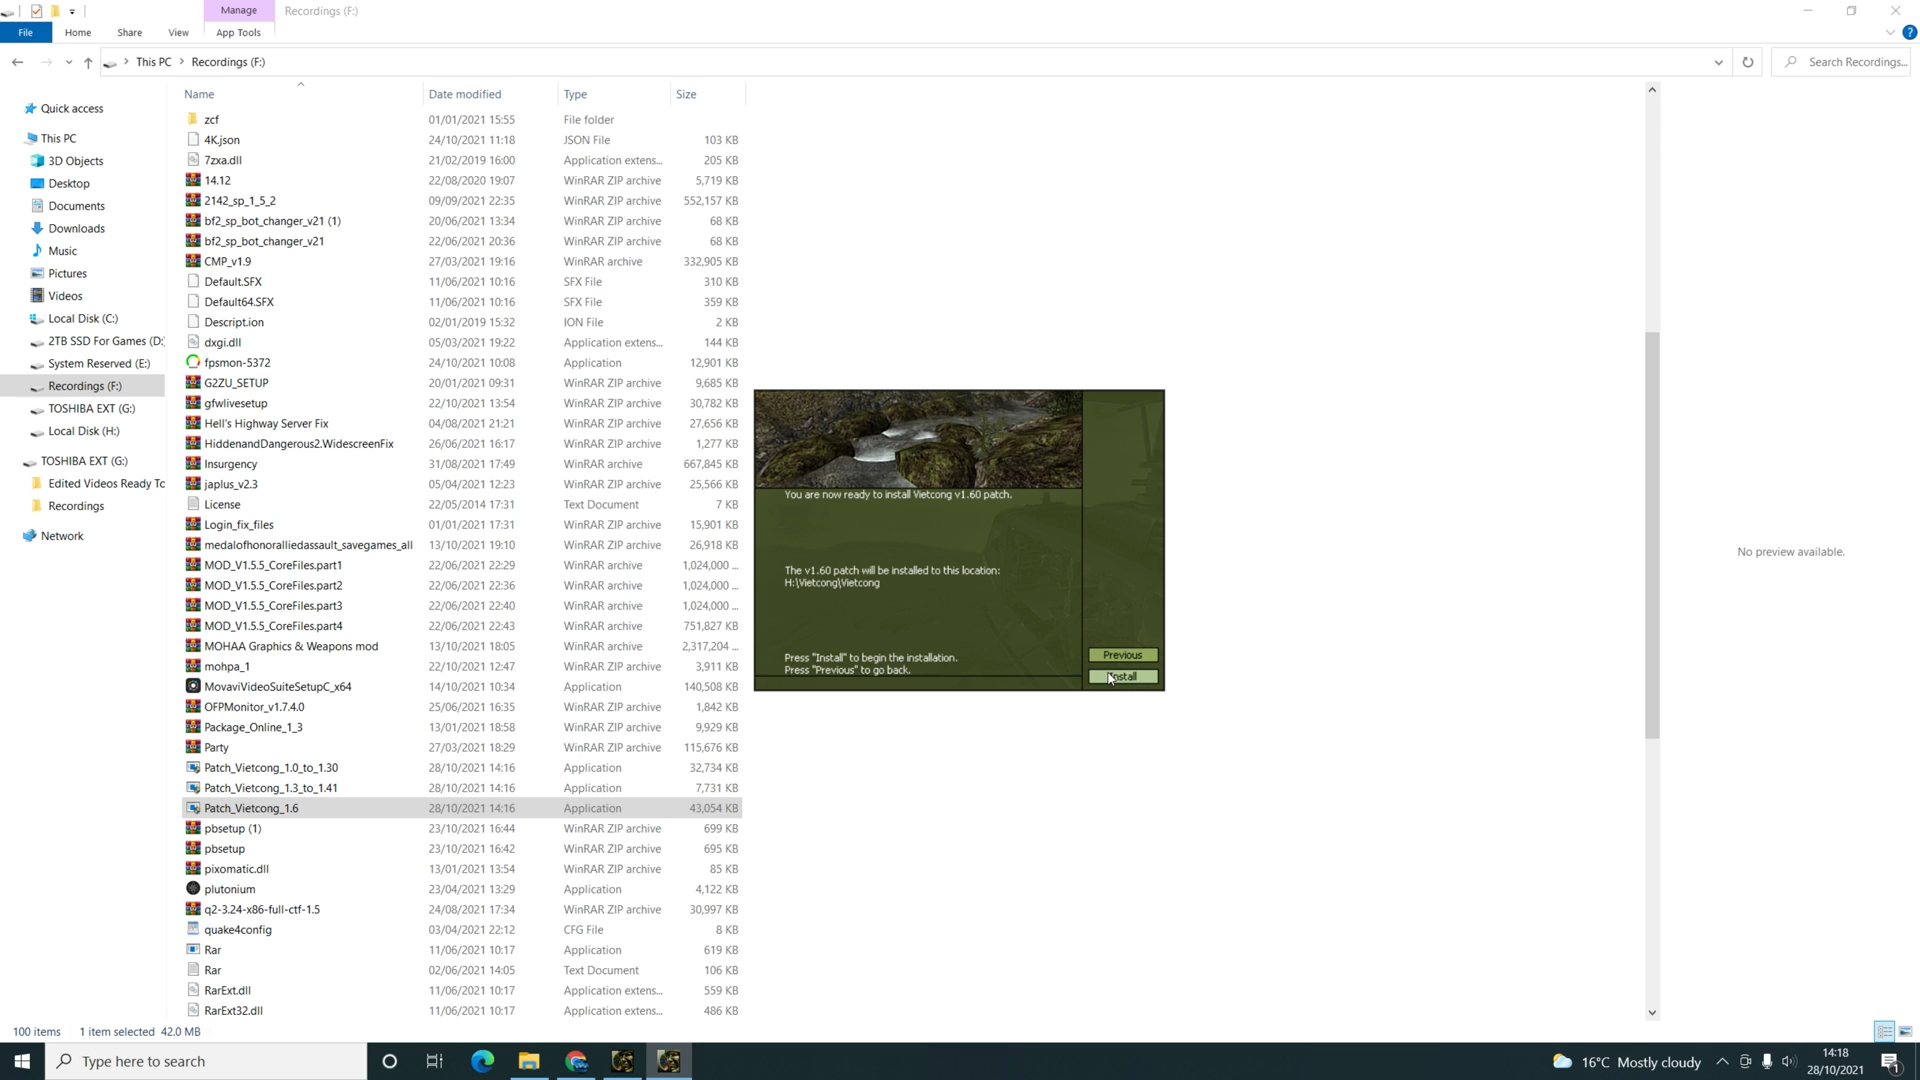 Manage
Recordings (F:)
File
Home
Share
View
App Tools
?
This PC
Recordings (F:)
Search Recordings...
Name
Date modified
Type
Size
Quick access
This PC
3D Objects
Desktop
Documents
Downloads
Music
Pictures
Videos
Local Disk (C:)
2TB SSD For Games (D:
System Reserved (E:)
Recordings (F:)
TOSHIBA EXT (G:)
Local Disk (H:)
TOSHIBA EXT (G:)
Edited Videos Ready To
Recordings
Network
zcf 01/01/2021 15:55 File folder
4K.json 24/10/2021 11:18 JSON File 103 KB
7zxa.dll 21/02/2019 16:00 Application extens... 205 KB
14.12 22/08/2020 19:07 WinRAR ZIP archive 5,719 KB
2142_sp_1_5_2 09/09/2021 22:35 WinRAR ZIP archive 552,157 KB
bf2_sp_bot_changer_v21 (1) 20/06/2021 13:34 WinRAR ZIP archive 68 KB
bf2_sp_bot_changer_v21 22/06/2021 20:36 WinRAR ZIP archive 68 KB
CMP_v1.9 27/03/2021 19:16 WinRAR archive 332,905 KB
Default.SFX 11/06/2021 10:16 SFX File 310 KB
Default64.SFX 11/06/2021 10:16 SFX File 359 KB
Descript.ion 02/01/2019 15:32 ION File 2 KB
dxgi.dll 05/03/2021 19:22 Application extens... 144 KB
fpsmon-5372 24/10/2021 10:08 Application 12,901 KB
G2ZU_SETUP 20/01/2021 09:31 WinRAR ZIP archive 9,685 KB
gfwlivesetup 22/10/2021 13:54 WinRAR ZIP archive 30,782 KB
Hell's Highway Server Fix 04/08/2021 21:21 WinRAR ZIP archive 27,656 KB
HiddenandDangerous2.WidescreenFix 26/06/2021 16:17 WinRAR ZIP archive 1,277 KB
Insurgency 31/08/2021 17:49 WinRAR archive 667,845 KB
japlus_v2.3 05/04/2021 12:23 WinRAR ZIP archive 25,566 KB
License 22/05/2014 17:31 Text Document 7 KB
Login_fix_files 01/01/2021 17:31 WinRAR ZIP archive 15,901 KB
medalofhonoralliedassault_savegames_all 13/10/2021 19:10 WinRAR ZIP archive 26,918 KB
MOD_V1.5.5_CoreFiles.part1 22/06/2021 22:29 WinRAR archive 1,024,000 ...
MOD_V1.5.5_CoreFiles.part2 22/06/2021 22:36 WinRAR archive 1,024,000 ...
MOD_V1.5.5_CoreFiles.part3 22/06/2021 22:40 WinRAR archive 1,024,000 ...
MOD_V1.5.5_CoreFiles.part4 22/06/2021 22:43 WinRAR archive 751,827 KB
MOHAA Graphics & Weapons mod 13/10/2021 18:05 WinRAR archive 2,317,204 ...
mohpa_1 22/10/2021 12:47 WinRAR ZIP archive 3,911 KB
MovaviVideoSuiteSetupC_x64 14/10/2021 10:34 Application 140,508 KB
OFPMonitor_v1.7.4.0 25/06/2021 16:35 WinRAR ZIP archive 1,842 KB
Package_Online_1_3 13/01/2021 18:58 WinRAR ZIP archive 9,929 KB
Party 27/03/2021 18:29 WinRAR ZIP archive 115,676 KB
Patch_Vietcong_1.0_to_1.30 28/10/2021 14:16 Application 32,734 KB
Patch_Vietcong_1.3_to_1.41 28/10/2021 14:16 Application 7,731 KB
Patch_Vietcong_1.6 28/10/2021 14:16 Application 43,054 KB
pbsetup (1) 23/10/2021 16:44 WinRAR ZIP archive 699 KB
pbsetup 23/10/2021 16:42 WinRAR ZIP archive 695 KB
pixomatic.dll 13/01/2021 13:54 WinRAR ZIP archive 85 KB
plutonium 23/04/2021 13:29 Application 4,122 KB
q2-3.24-x86-full-ctf-1.5 24/08/2021 17:34 WinRAR ZIP archive 30,997 KB
quake4config 03/04/2021 22:12 CFG File 8 KB
Rar 11/06/2021 10:17 Application 619 KB
Rar 02/06/2021 14:05 Text Document 106 KB
RarExt.dll 11/06/2021 10:17 Application extens... 559 KB
RarExt32.dll 11/06/2021 10:17 Application extens... 486 KB
You are now ready to install Vietcong v1.60 patch.
The v1.60 patch will be installed to this location:
H:\Vietcong\Vietcong
Press "Install" to begin the installation.
Press "Previous" to go back.
Previous
Install
No preview available.
100 items 1 item selected 42.0 MB
Type here to search
16°C Mostly cloudy
14:18
28/10/2021
1